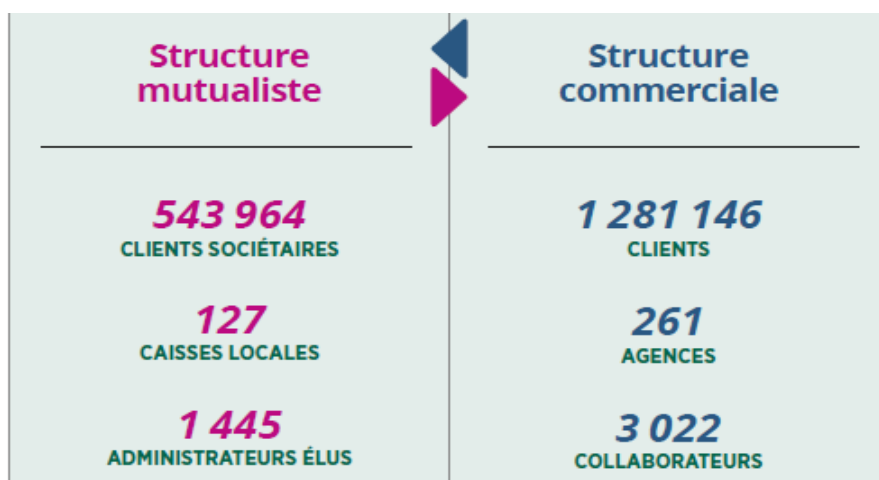 Structure
mutualiste
543 964
CLIENTS SOCIÉTAIRES
127
CAISSES LOCALES
1 445
ADMINISTRATEURS ÉLUS
Structure
commerciale
1 281 146
CLIENTS
261
AGENCES
3 022
COLLABORATEURS